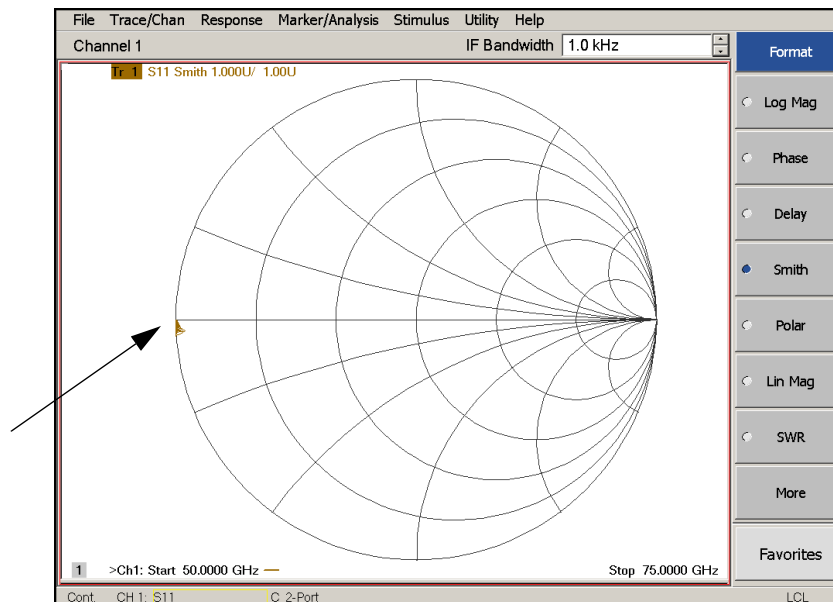 File Trace/Chan Response Marker/Analysis Stimulus Utility Help
Channel 1 IF Bandwidth 1.0 kHz
Format
Tr 1 S11 Smith 1.000U/ 1.00U
Log Mag
Phase
Delay
Smith
Polar
Lin Mag
SWR
More
Favorites
1 >Ch1: Start 50.0000 GHz Stop 75.0000 GHz
Cont. CH 1: S11 C 2-Port LCL